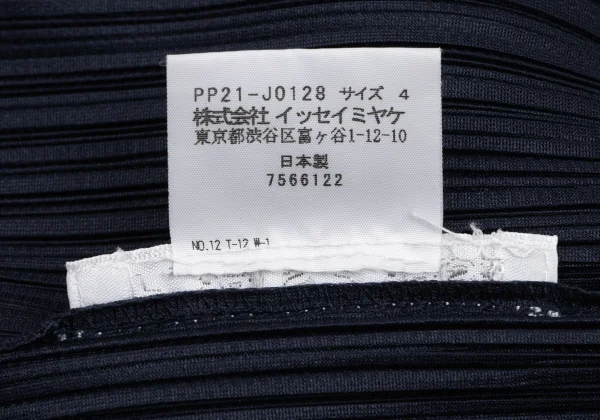 PP21-J0128 サイズ 4
株式会社 イッセイミヤケ
東京都渋谷区富ヶ谷1-12-10
日本製
7566122
NO.12 T-12 W-1